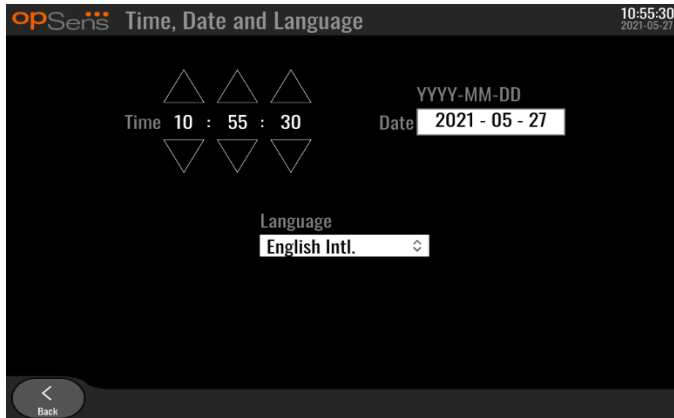 opSens Time, Date and Language
10:55:30
2021-05-27
YYYY-MM-DD
Time 10 : 55 : 30
Date 2021 - 05 - 27
Language
English Intl.
Back